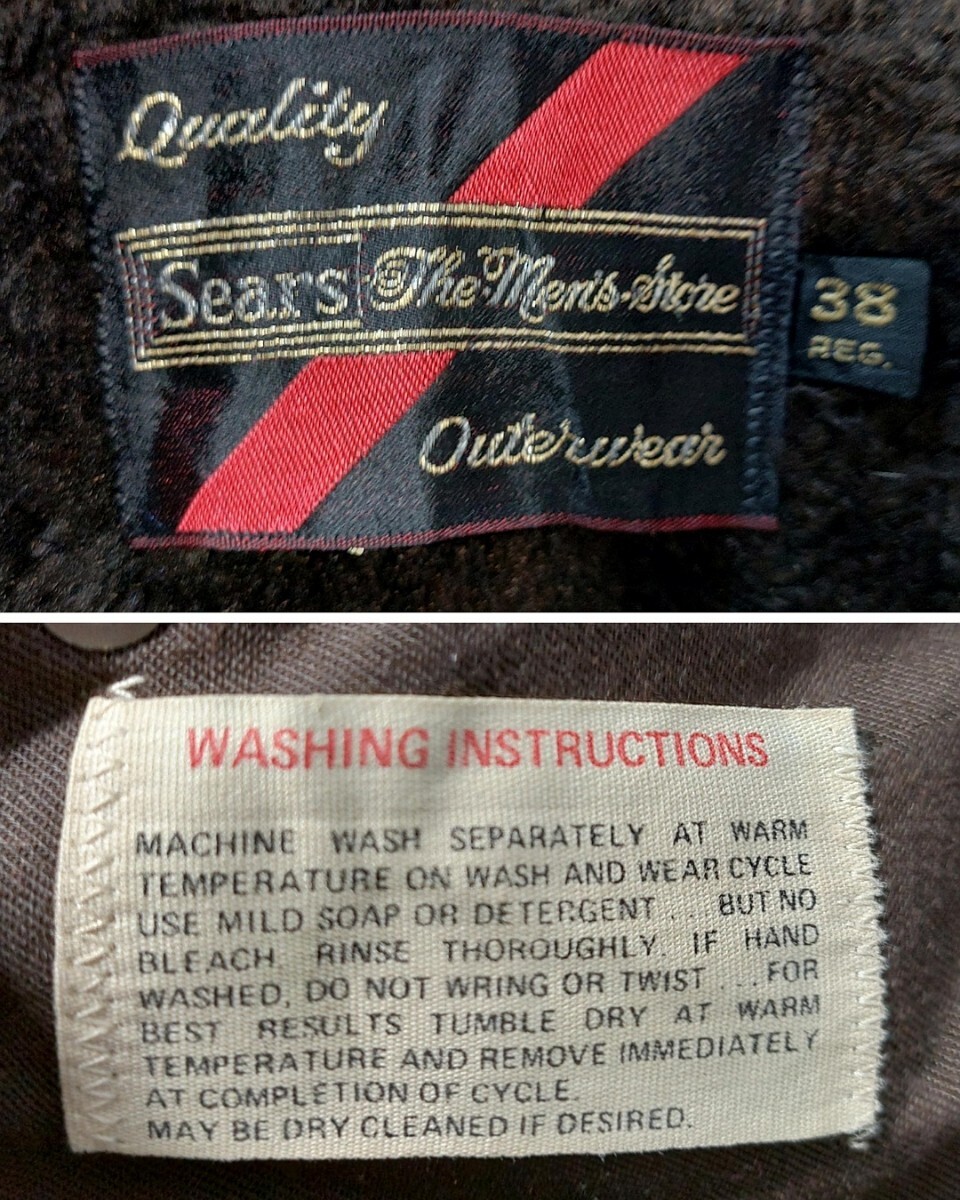 Quality
Sears The Men's Store
Outerwear
38
REG.
WASHING INSTRUCTIONS
MACHINE WASH SEPARATELY AT WARM
TEMPERATURE ON WASH AND WEAR CYCLE
USE MILD SOAP OR DETERGENT ... BUT NO
BLEACH. RINSE THOROUGHLY. IF HAND
WASHED, DO NOT WRING OR TWIST ... FOR
BEST RESULTS TUMBLE DRY AT WARM
TEMPERATURE AND REMOVE IMMEDIATELY
AT COMPLETION OF CYCLE.
MAY BE DRY CLEANED IF DESIRED.